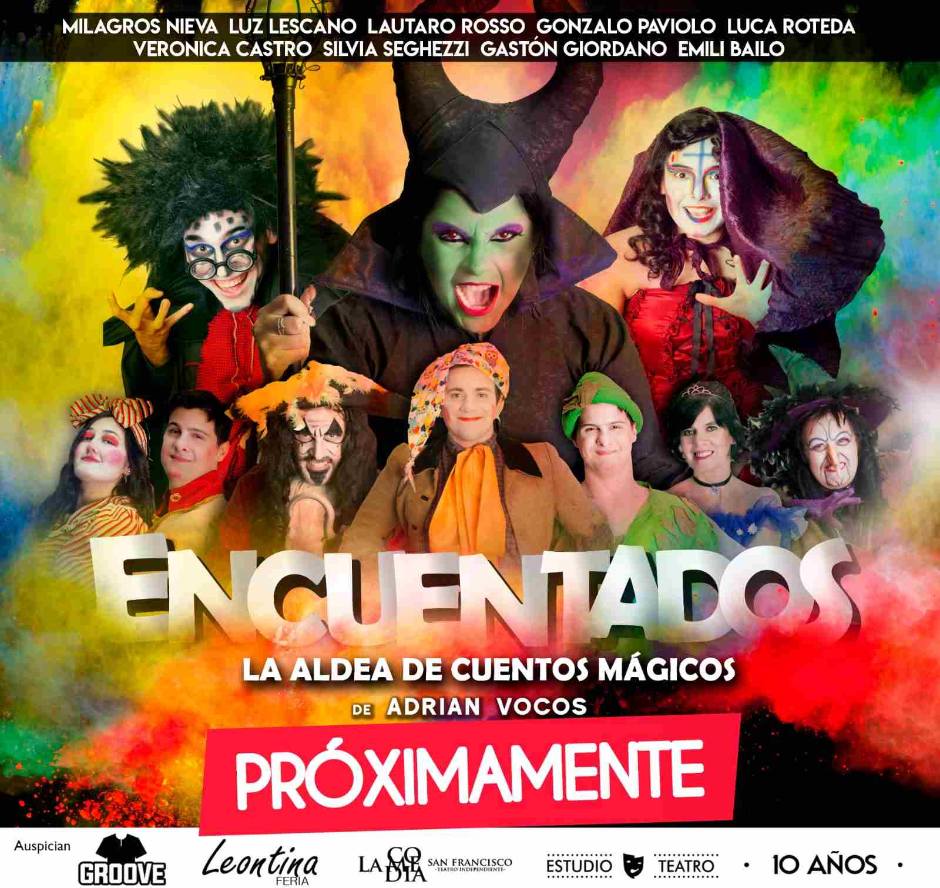 MILAGROS NIEVA LUZ LESCANO LAUTARO ROSSO GONZALO PAVIOLO LUCA ROTEDA
VERONICA CASTRO SILVIA SEGHEZZI GASTÓN GIORDANO EMILI BAILO
ENCUENTADOS
LA ALDEA DE CUENTOS MÁGICOS
DE ADRIAN VOCOS
PRÓXIMAMENTE
Auspician
GROOVE
Leontina
FERIA
LA COMEDIA
SAN FRANCISCO
-TEATRO INDEPENDIENTE-
ESTUDIO TEATRO • 10 AÑOS •